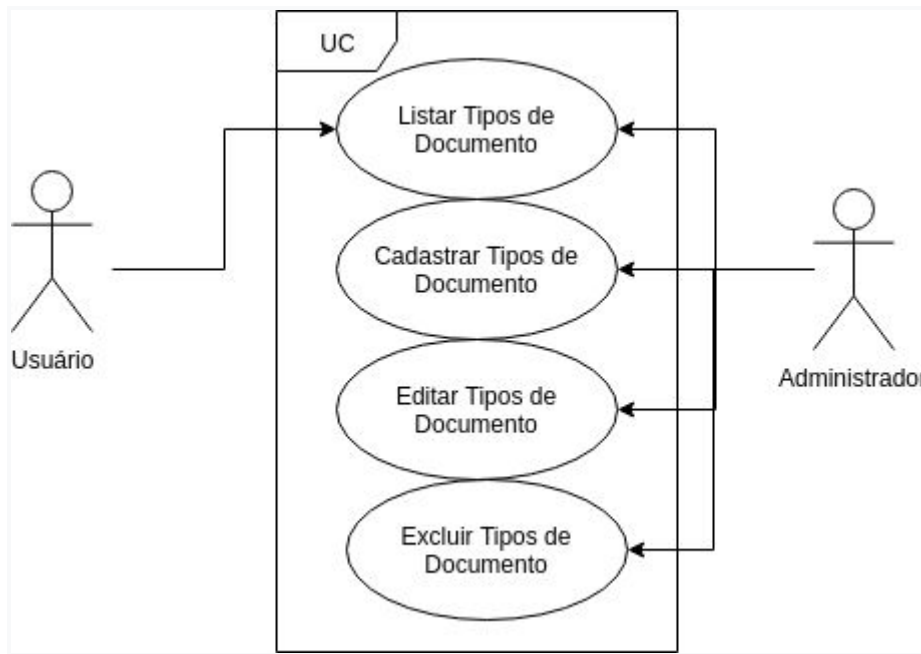 UC
Listar Tipos de
Documento
Cadastrar Tipos de
Documento
Editar Tipos de
Documento
Excluir Tipos de
Documento
Usuário
Administrador